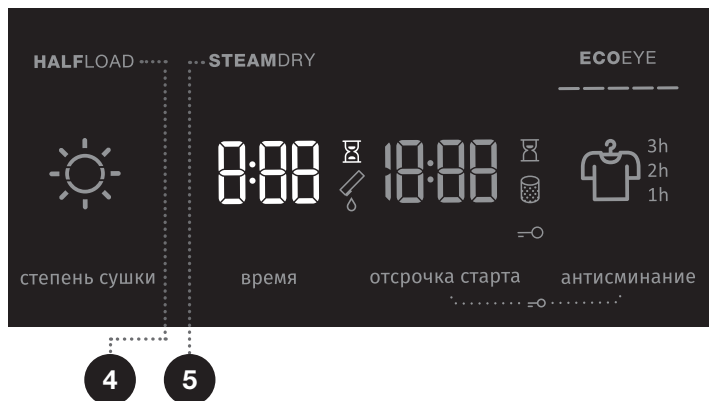 HALFLOAD STEAMDRY ECOEYE
8:88 18:88 3h
2h
1h
степень сушки время отсрочка старта антисминание
4 5